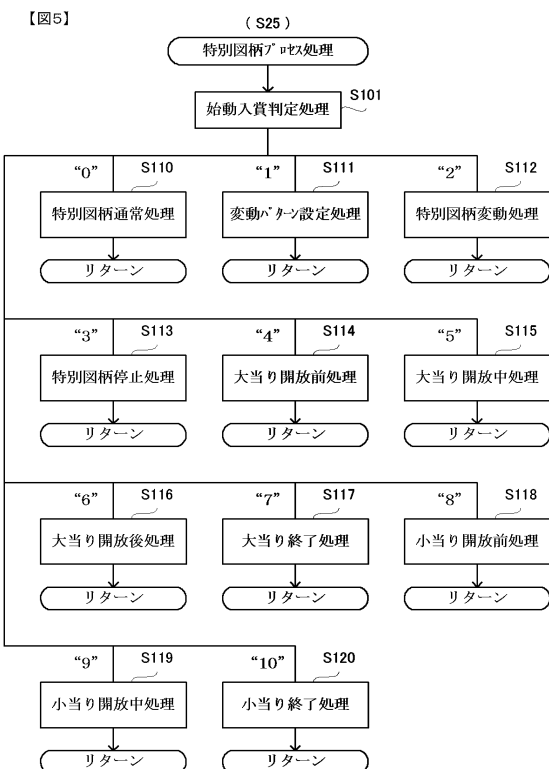 【図5】
（S25）
特別図柄ﾌﾟﾛｾｽ処理
S101
始動入賞判定処理
“0” S110 “1” S111 “2” S112
特別図柄通常処理 変動ﾊﾟﾀｰﾝ設定処理 特別図柄変動処理
リターン リターン リターン
“3” S113 “4” S114 “5” S115
特別図柄停止処理 大当り開放前処理 大当り開放中処理
リターン リターン リターン
“6” S116 “7” S117 “8” S118
大当り開放後処理 大当り終了処理 小当り開放前処理
リターン リターン リターン
“9” S119 “10” S120
小当り開放中処理 小当り終了処理
リターン リターン